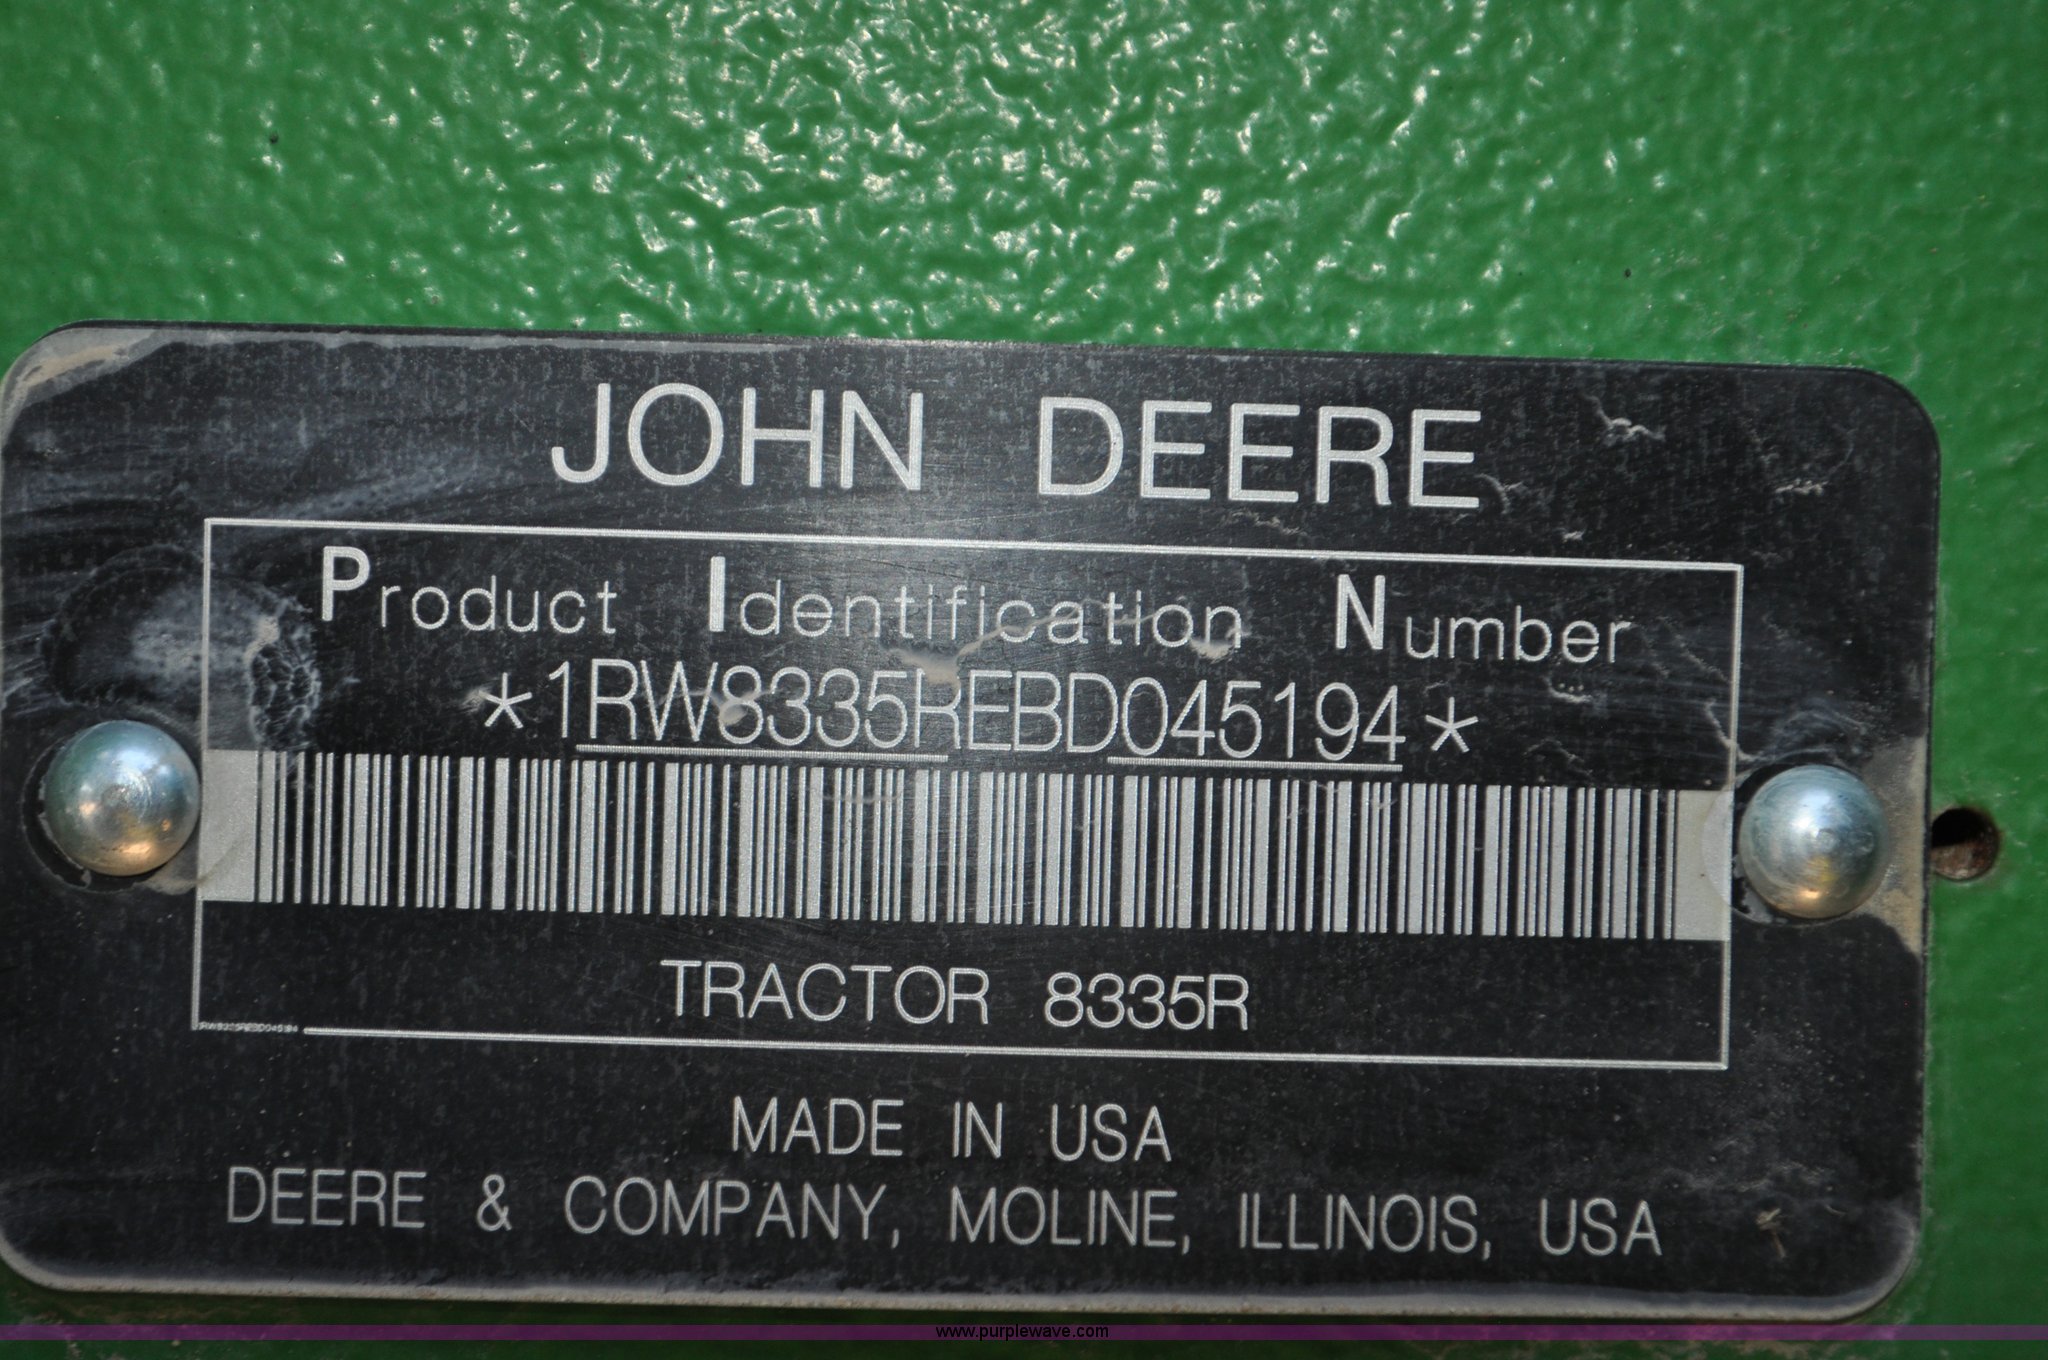 JOHN DEERE
Product Identification Number
*1RW8335REBD045194*
TRACTOR 8335R
1RW8335REBD045194
MADE IN USA
DEERE & COMPANY, MOLINE, ILLINOIS, USA
www.purplewave.com